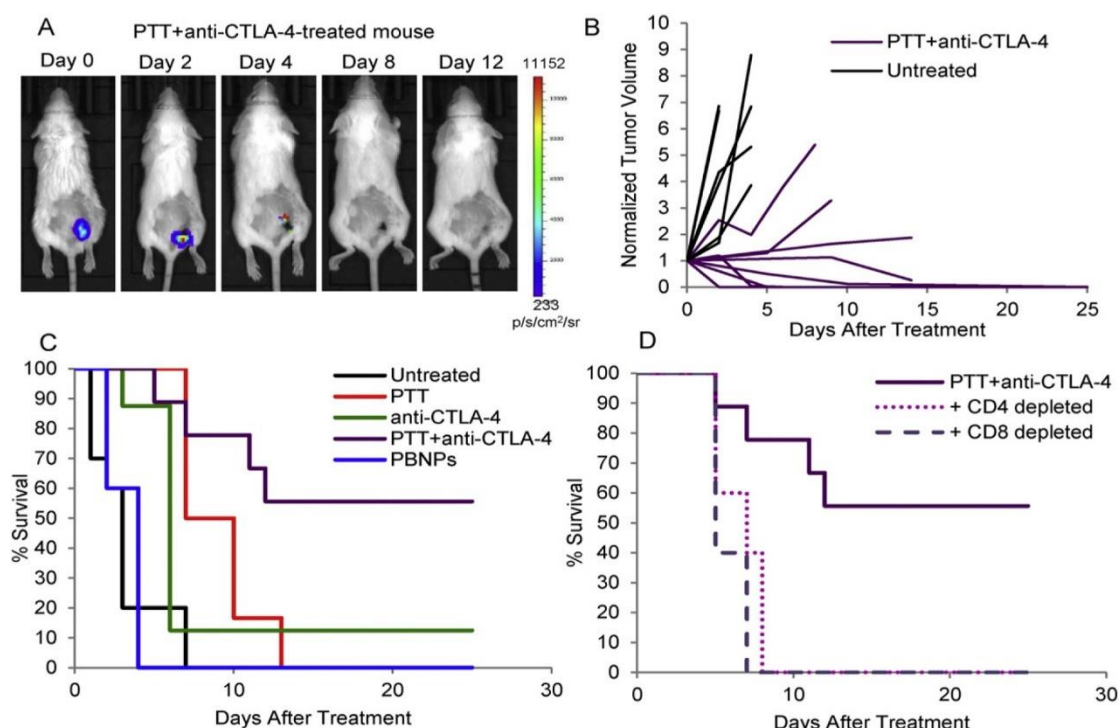 A
PTT+anti-CTLA-4-treated mouse
Day 0 Day 2 Day 4 Day 8 Day 12
11152
10000
8000
6000
4000
2000
233
p/s/cm²/sr
B
10
9
8
7
6
5
4
3
2
1
0
0 5 10 15 20 25
Normalized Tumor Volume
Days After Treatment
PTT+anti-CTLA-4
Untreated
C
100
90
80
70
60
50
40
30
20
10
0
0 10 20 30
% Survival
Days After Treatment
Untreated
PTT
anti-CTLA-4
PTT+anti-CTLA-4
PBNPs
D
100
90
80
70
60
50
40
30
20
10
0
0 10 20 30
% Survival
Days After Treatment
PTT+anti-CTLA-4
+ CD4 depleted
+ CD8 depleted